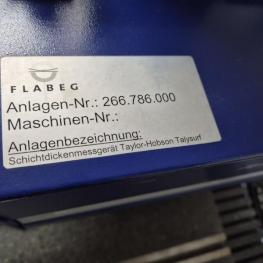 FLABEG
Anlagen-Nr.: 266.786.000
Maschinen-Nr.:
Anlagenbezeichnung:
Schichtdickenmessgerät Taylor-Hobson Talysurf